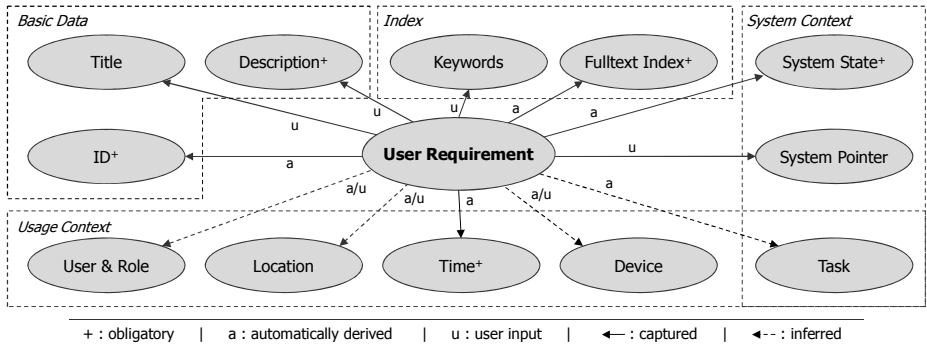 Basic Data
Index
System Context
Title
Description+
Keywords
Fulltext Index+
System State+
u
u
u
a
a
ID+
a
User Requirement
u
System Pointer
a/u
a/u
a
a/u
a
Usage Context
User & Role
Location
Time+
Device
Task
+ : obligatory | a : automatically derived | u : user input | : captured | : inferred